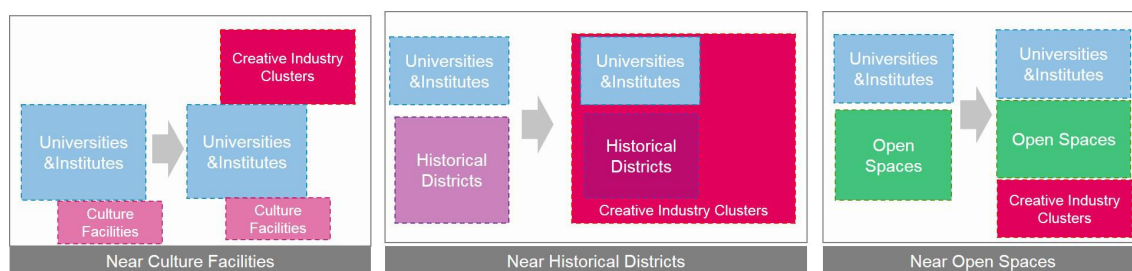 Creative Industry
Clusters
Universities
&Institutes
Universities
&Institutes
Culture
Facilities
Culture
Facilities
Near Culture Facilities
Universities
&Institutes
Historical
Districts
Universities
&Institutes
Historical
Districts
Creative Industry Clusters
Near Historical Districts
Universities
&Institutes
Open
Spaces
Universities
&Institutes
Open Spaces
Creative Industry
Clusters
Near Open Spaces